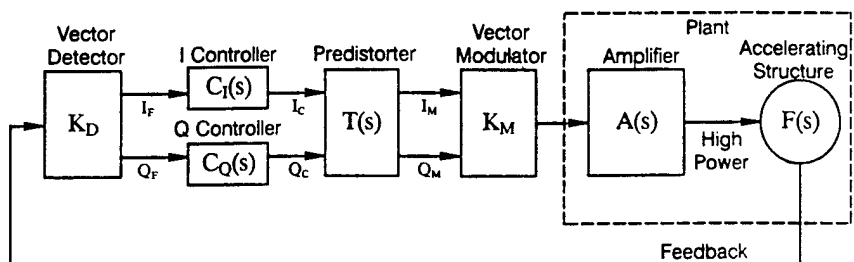 Vector
Detector
K_D
I_F
Q_F
I Controller
C_I(s)
I_C
Q Controller
C_Q(s)
Q_C
Predistorter
T(s)
I_M
Q_M
Vector
Modulator
K_M
Plant
Amplifier
A(s)
High
Power
Accelerating
Structure
F(s)
Feedback